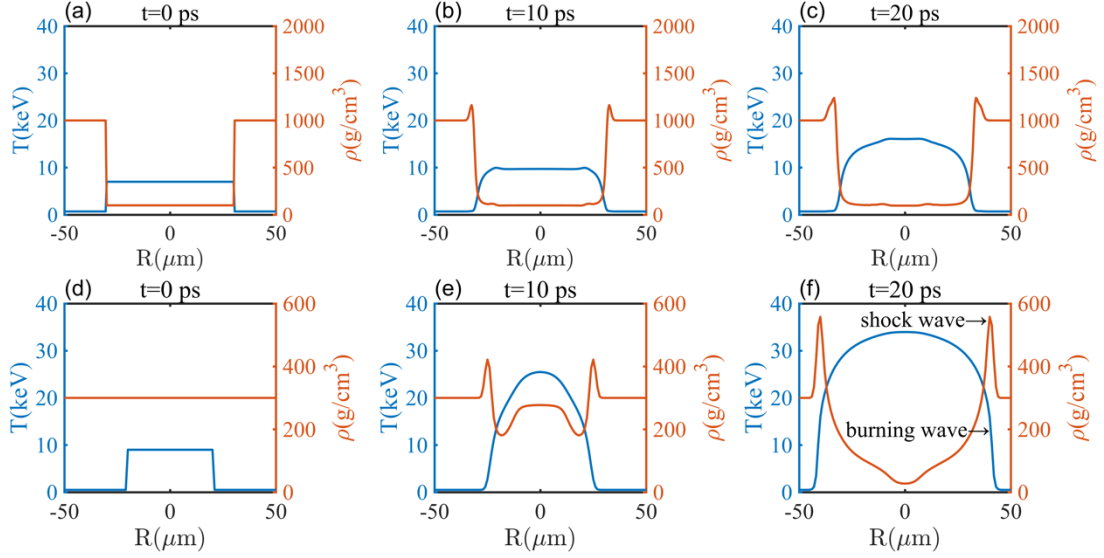 (a) t=0 ps
40 2000
30 1500
20 1000
10 500
0 0
-50 0 50
T(keV)
ρ(g/cm³)
R(μm)
(b) t=10 ps
40 2000
30 1500
20 1000
10 500
0 0
-50 0 50
T(keV)
ρ(g/cm³)
R(μm)
(c) t=20 ps
40 2000
30 1500
20 1000
10 500
0 0
-50 0 50
T(keV)
ρ(g/cm³)
R(μm)
(d) t=0 ps
40 600
30 400
20
10 200
0 0
-50 0 50
T(keV)
ρ(g/cm³)
R(μm)
(e) t=10 ps
40 600
30 400
20
10 200
0 0
-50 0 50
T(keV)
ρ(g/cm³)
R(μm)
(f) t=20 ps
40 600
shock wave→
30 400
20
burning wave→
10 200
0 0
-50 0 50
T(keV)
ρ(g/cm³)
R(μm)